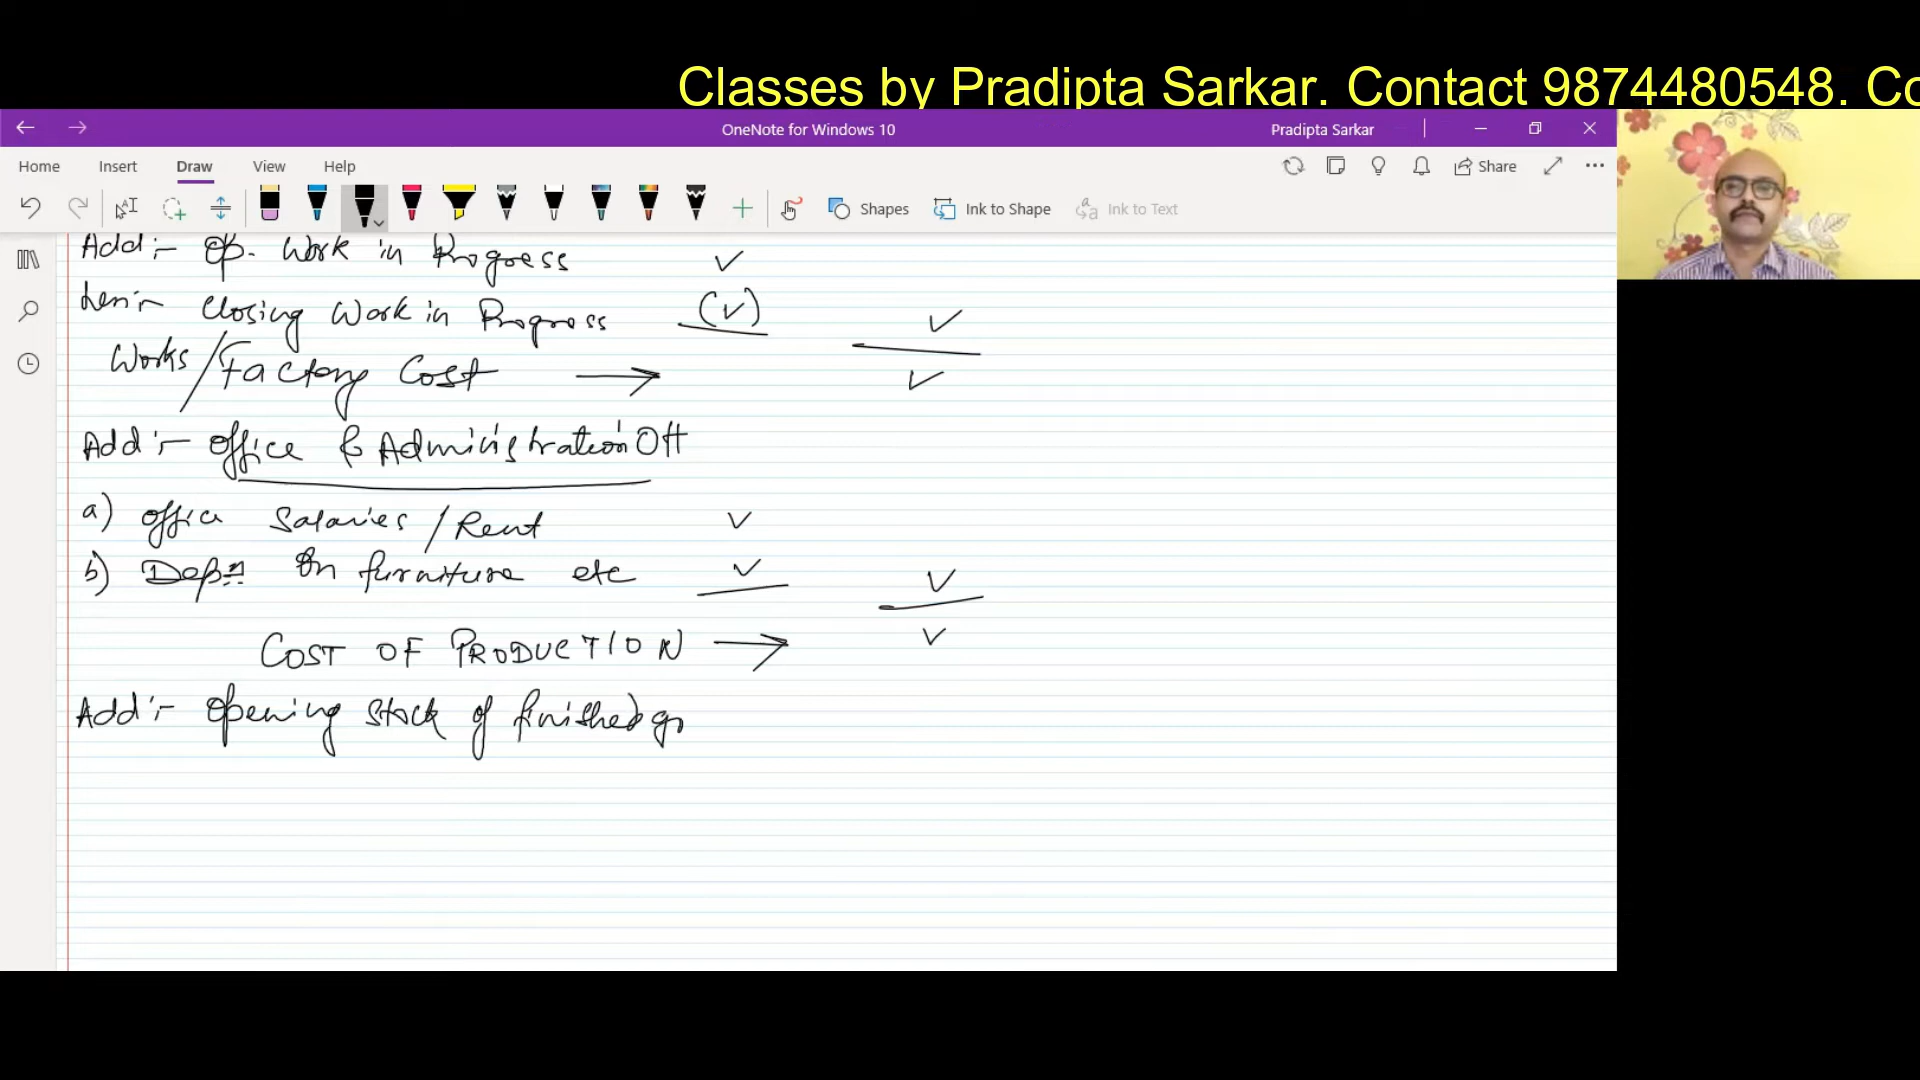 Classes by Pradipta Sarkar. Contact 9874480548. Co
OneNote for Windows 10
Pradipta Sarkar
Home Insert Draw View Help
Share
Shapes Ink to Shape Ink to Text
Add:- Op. Work in Progress ✓
Less:- Closing Work in Progress (✓) ✓
Works/Factory Cost → ✓
Add:- Office & Administration OH
a) Office Salaries/Rent ✓
b) Depn. On furniture etc ✓ ✓
COST OF PRODUCTION → ✓
Add:- Opening Stock of finished go